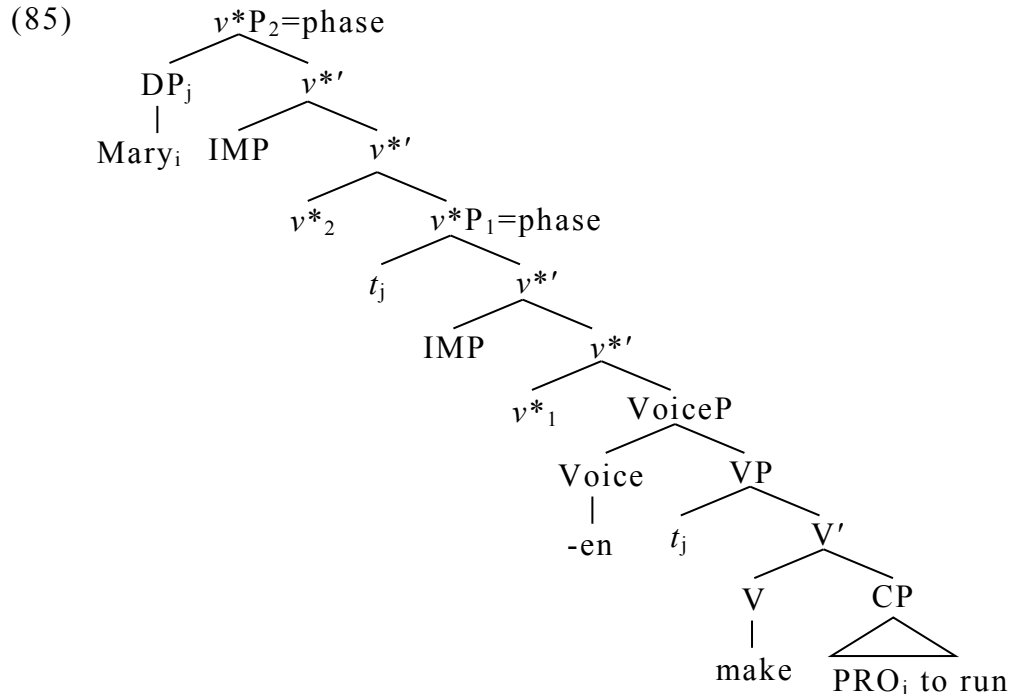 (85)
v*P₂=phase
DPⱼ v*′
Maryᵢ IMP v*′
v*₂ v*P₁=phase
tⱼ v*′
IMP v*′
v*₁ VoiceP
Voice VP
-en tⱼ V′
V CP
make PROᵢ to run